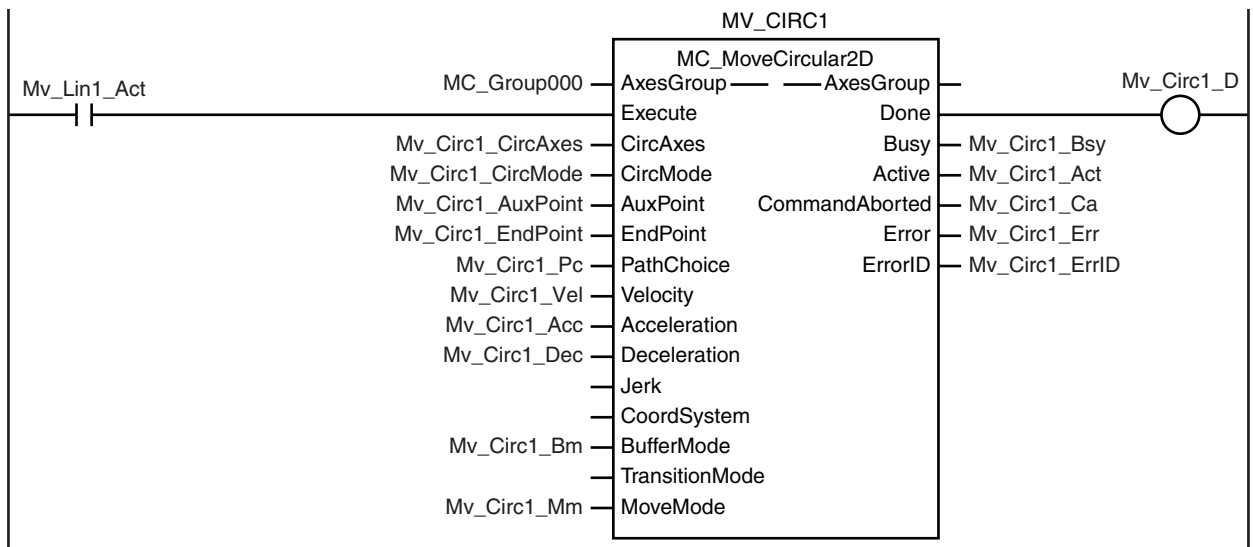 MV_CIRC1
MC_MoveCircular2D
MC_Group000 AxesGroup AxesGroup
Mv_Lin1_Act Mv_Circ1_D
Execute Done
Mv_Circ1_CircAxes CircAxes Busy Mv_Circ1_Bsy
Mv_Circ1_CircMode CircMode Active Mv_Circ1_Act
Mv_Circ1_AuxPoint AuxPoint CommandAborted Mv_Circ1_Ca
Mv_Circ1_EndPoint EndPoint Error Mv_Circ1_Err
Mv_Circ1_Pc PathChoice ErrorID Mv_Circ1_ErrID
Mv_Circ1_Vel Velocity
Mv_Circ1_Acc Acceleration
Mv_Circ1_Dec Deceleration
Jerk
CoordSystem
Mv_Circ1_Bm BufferMode
TransitionMode
Mv_Circ1_Mm MoveMode